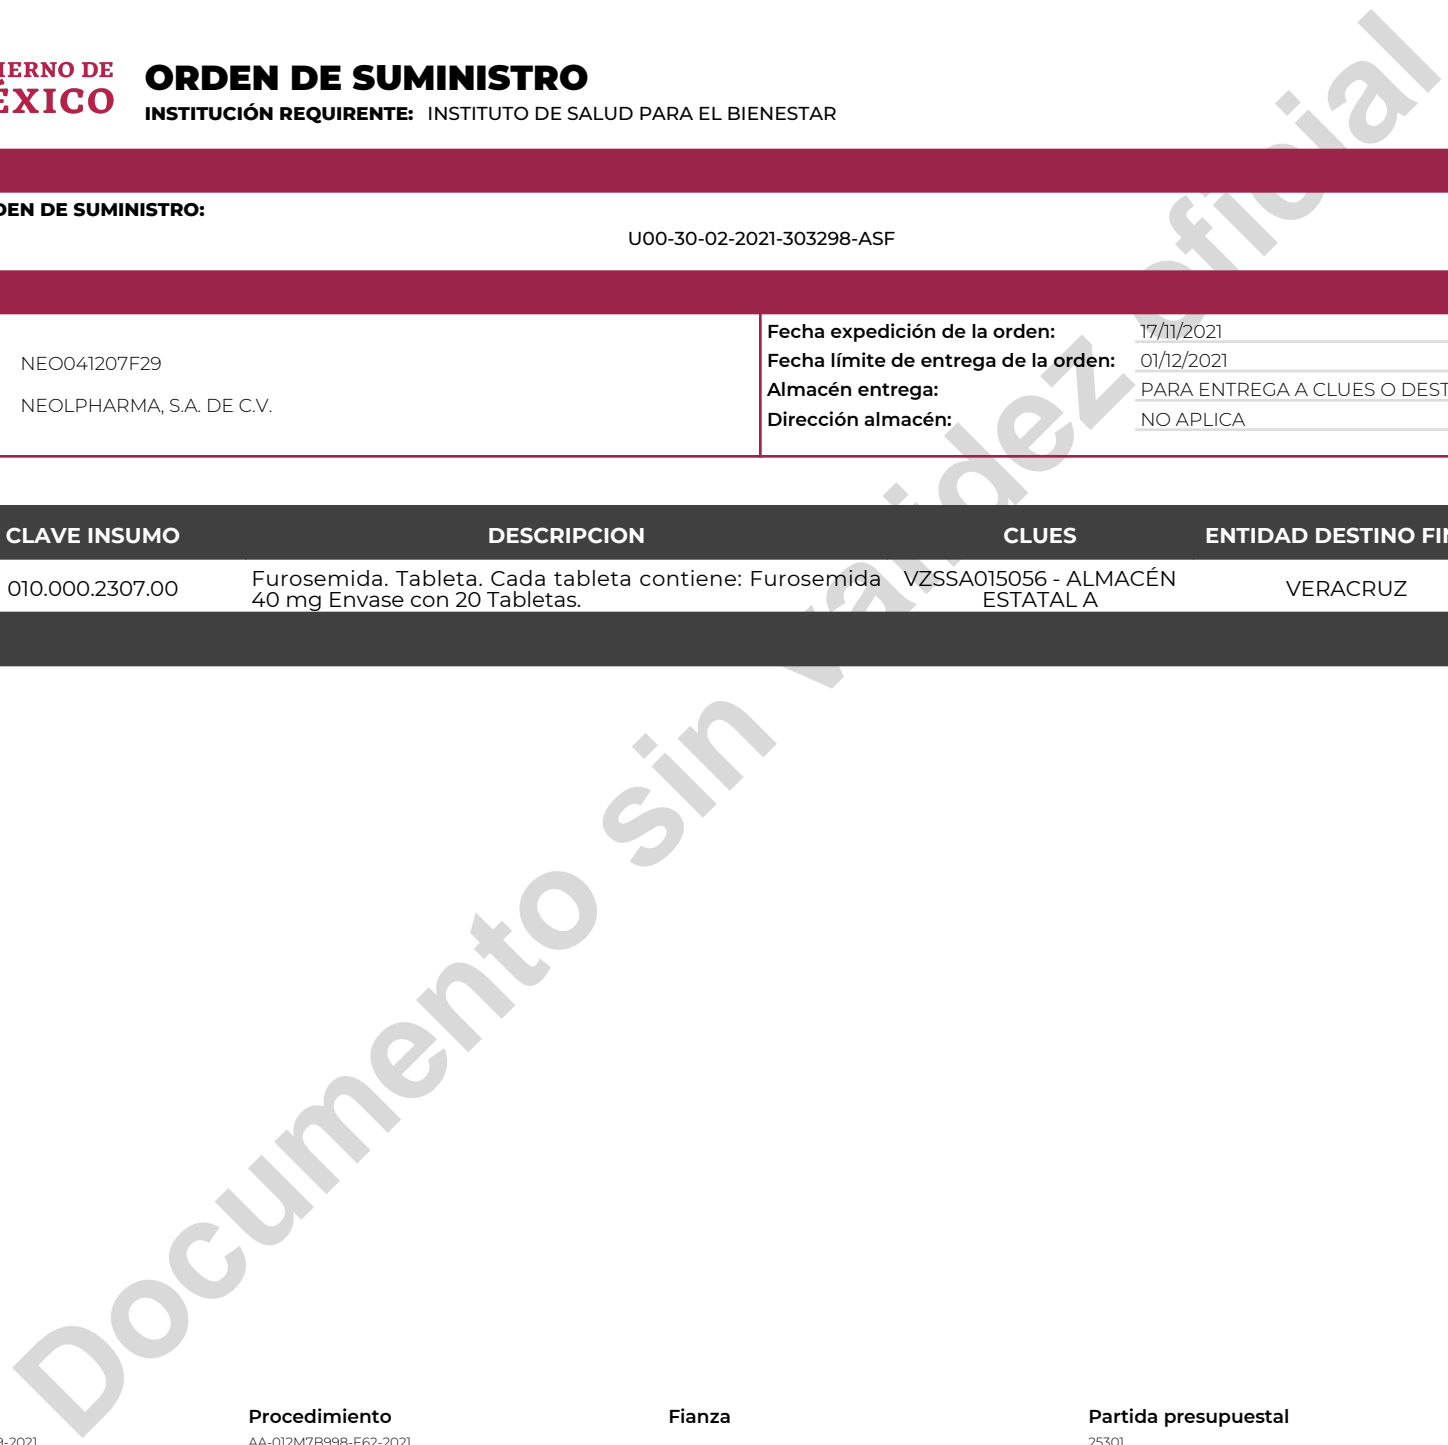 IERNO DE
ÉXICO
ORDEN DE SUMINISTRO
INSTITUCIÓN REQUIRENTE: INSTITUTO DE SALUD PARA EL BIENESTAR
DEN DE SUMINISTRO:
U00-30-02-2021-303298-ASF
NEO041207F29
NEOLPHARMA, S.A. DE C.V.
Fecha expedición de la orden: 17/11/2021
Fecha límite de entrega de la orden: 01/12/2021
Almacén entrega: PARA ENTREGA A CLUES O DEST
Dirección almacén: NO APLICA
CLAVE INSUMO DESCRIPCION CLUES ENTIDAD DESTINO FIN
010.000.2307.00 Furosemida. Tableta. Cada tableta contiene: Furosemida VZSSA015056 - ALMACÉN VERACRUZ
40 mg Envase con 20 Tabletas. ESTATAL A
Documento sin validez oficial
Procedimiento Fianza Partida presupuestal
9-2021 AA-012M7B998-E62-2021 25301